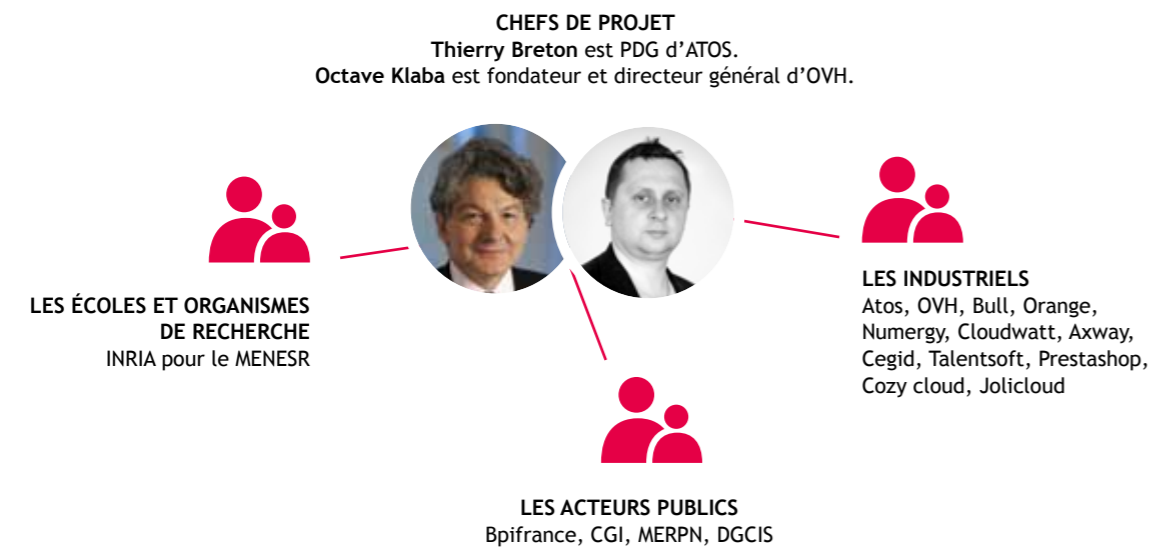 CHEFS DE PROJET
Thierry Breton est PDG d'ATOS.
Octave Klaba est fondateur et directeur général d'OVH.
LES ÉCOLES ET ORGANISMES
DE RECHERCHE
INRIA pour le MENESR
LES INDUSTRIELS
Atos, OVH, Bull, Orange,
Numergy, Cloudwatt, Axway,
Cegid, Talentsoft, Prestashop,
Cozy cloud, Jolicloud
LES ACTEURS PUBLICS
Bpifrance, CGI, MERPN, DGCIS